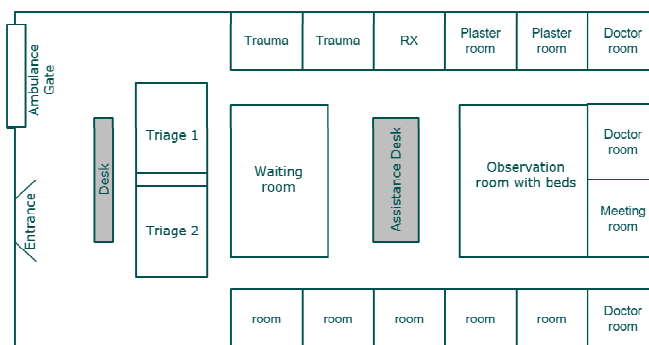 Trauma
Trauma
RX
Plaster
room
Plaster
room
Doctor
room
Ambulance
Gate
Triage 1
Desk
Triage 2
Entrance
Waiting
room
Assistance Desk
Observation
room with beds
Doctor
room
Meeting
room
room
room
room
room
room
Doctor
room